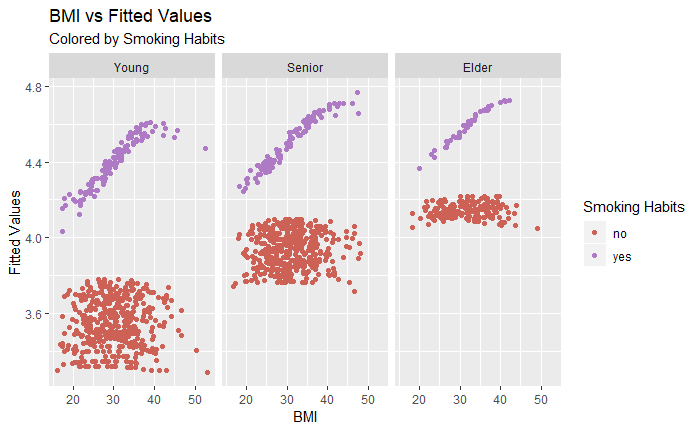 BMI vs Fitted Values
Colored by Smoking Habits
Young Senior Elder
4.8
4.4
4.0
3.6
Fitted Values
20 30 40 50 20 30 40 50 20 30 40 50
BMI
Smoking Habits
no
yes